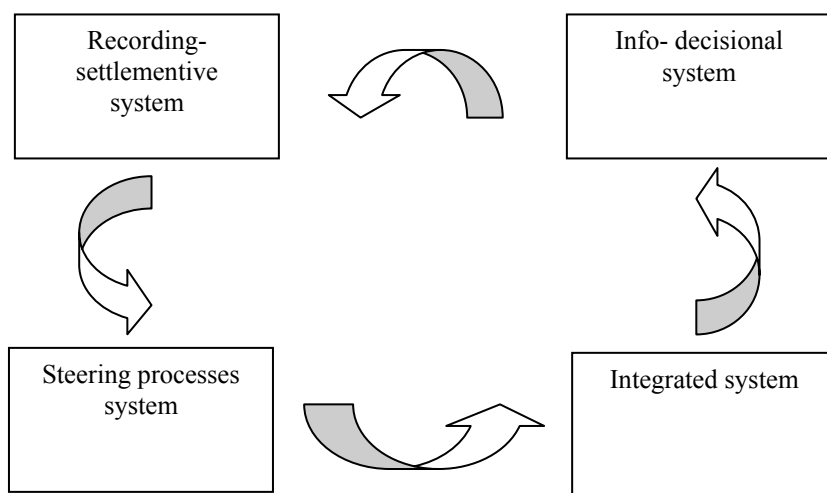 Recording-
settlementive
system
Info- decisional
system
Steering processes
system
Integrated system